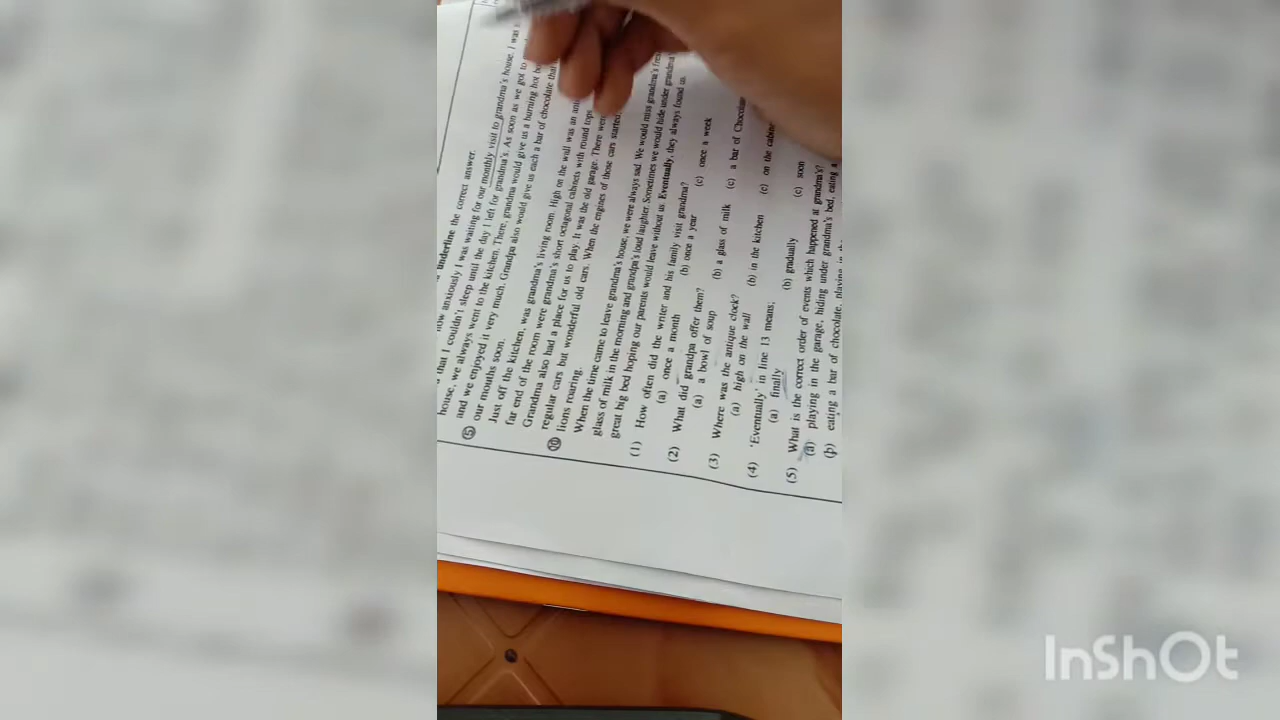 underline the correct answer.
how anxiously I was waiting for our monthly visit to grandma's house. I was
that I couldn't sleep until the day I left for grandma's. As soon as we got to
house, we always went to the kitchen. There, grandma would give us a burning hot
and we enjoyed it very much. Grandpa also would give us each a bar of chocolate that
⑤ our mouths soon.
Just off the kitchen, was grandma's living room. High on the wall was an
far end of the room were grandma's short octagonal cabinets with round tops
Grandma also had a place for us to play. It was the old garage. There
regular cars but wonderful old cars. When the engines of those cars started
⑩ lions roaring.
When the time came to leave grandma's house, we were always sad. We would miss grandma's
glass of milk in the morning and grandpa's loud laughter. Sometimes we would hide under grandma's
great big bed hoping our parents would leave without us. Eventually, they always found us.
(1) How often did the writer and his family visit grandma?
(a) once a month (b) once a year (c) once a week
(2) What did grandpa offer them?
(a) a bowl of soup (b) a glass of milk (c) a bar of
(3) Where was the antique clock?
(a) high on the wall (b) in the kitchen (c) on the
(4) 'Eventually' in line 13 means;
(a) finally (b) gradually (c) soon
(5) What is the correct order of events which happened at grandma's?
(a) playing in the garage, hiding under grandma's bed, eating a
(b) eating a bar of chocolate, playing in
InShOt